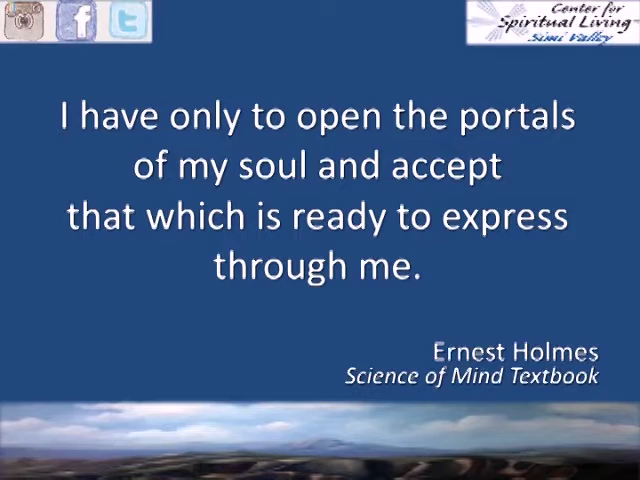 Center for
Spiritual Living
Simi Valley
I have only to open the portals
of my soul and accept
that which is ready to express
through me.
Ernest Holmes
Science of Mind Textbook